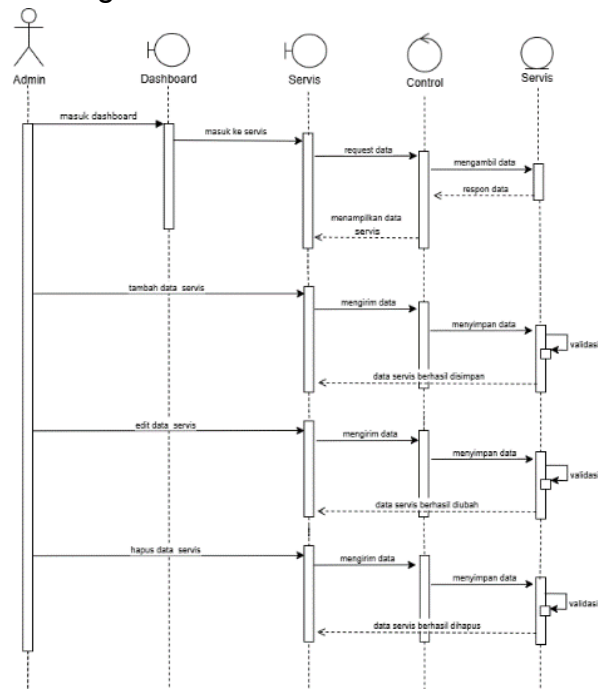 Admin
Dashboard
Servis
Control
Servis
masuk dashboard
masuk ke servis
request data
mengambil data
respon data
menampilkan data
servis
tambah data servis
mengirim data
menyimpan data
validasi
data servis berhasil disimpan
edit data servis
mengirim data
menyimpan data
validasi
data servis berhasil diubah
hapus data servis
mengirim data
menyimpan data
validasi
data servis berhasil dihapus